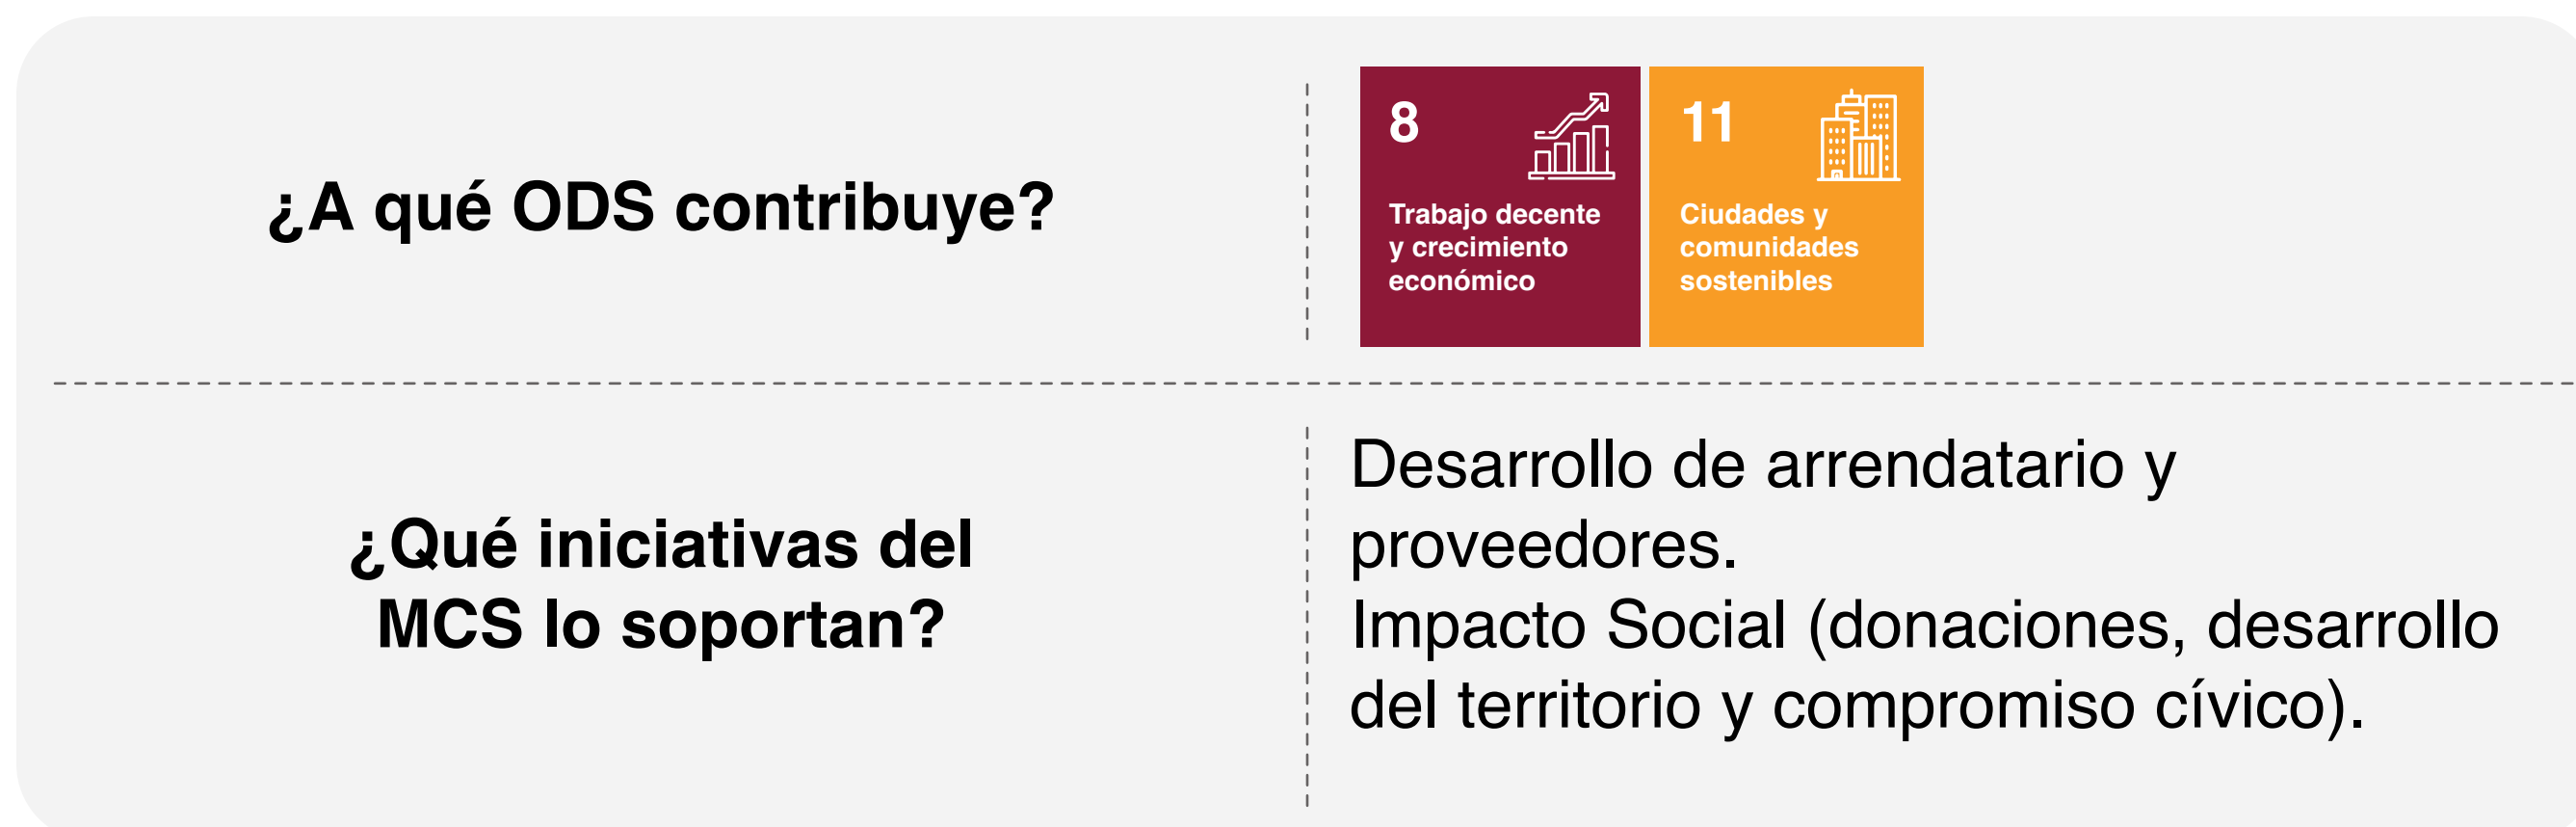 ¿A qué ODS contribuye?
8
Trabajo decente
y crecimiento
económico
11
Ciudades y
comunidades
sostenibles
¿Qué iniciativas del
MCS lo soportan?
Desarrollo de arrendatario y
proveedores.
Impacto Social (donaciones, desarrollo
del territorio y compromiso cívico).